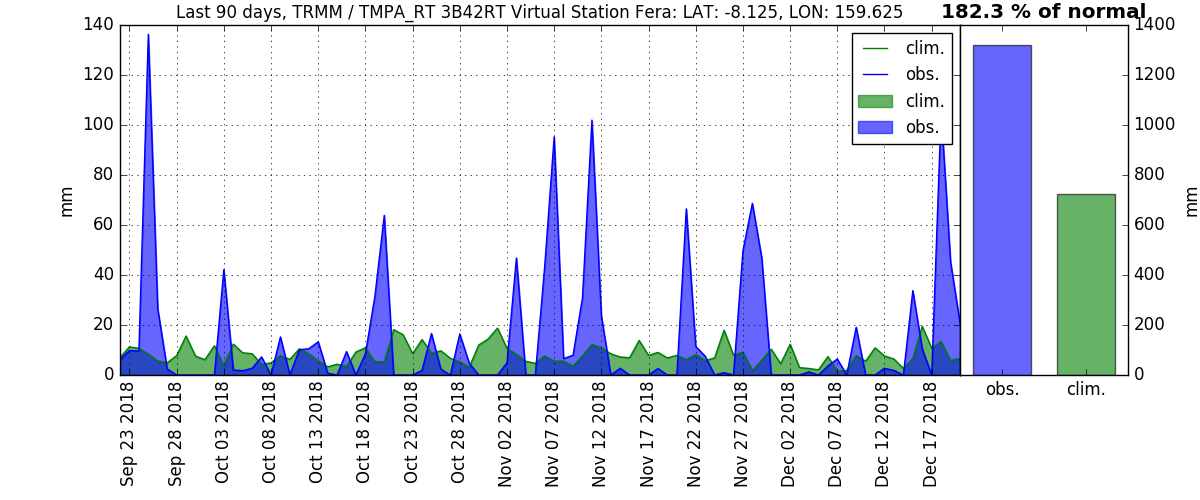 Last 90 days, TRMM / TMPA_RT 3B42RT Virtual Station Fera: LAT: -8.125, LON: 159.625
182.3 % of normal
140
120
100
80
60
40
20
0
mm
clim.
obs.
clim.
obs.
1400
1200
1000
800
600
400
200
0
mm
Sep 23 2018
Sep 28 2018
Oct 03 2018
Oct 08 2018
Oct 13 2018
Oct 18 2018
Oct 23 2018
Oct 28 2018
Nov 02 2018
Nov 07 2018
Nov 12 2018
Nov 17 2018
Nov 22 2018
Nov 27 2018
Dec 02 2018
Dec 07 2018
Dec 12 2018
Dec 17 2018
obs.
clim.